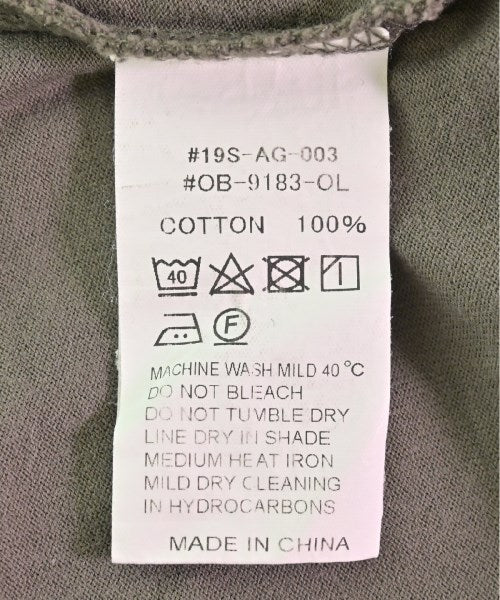 #19S-AG-003
#OB-9183-OL
COTTON 100%
40
F
MACHINE WASH MILD 40 °C
DO NOT BLEACH
DO NOT TUMBLE DRY
LINE DRY IN SHADE
MEDIUM HEAT IRON
MILD DRY CLEANING
IN HYDROCARBONS
MADE IN CHINA